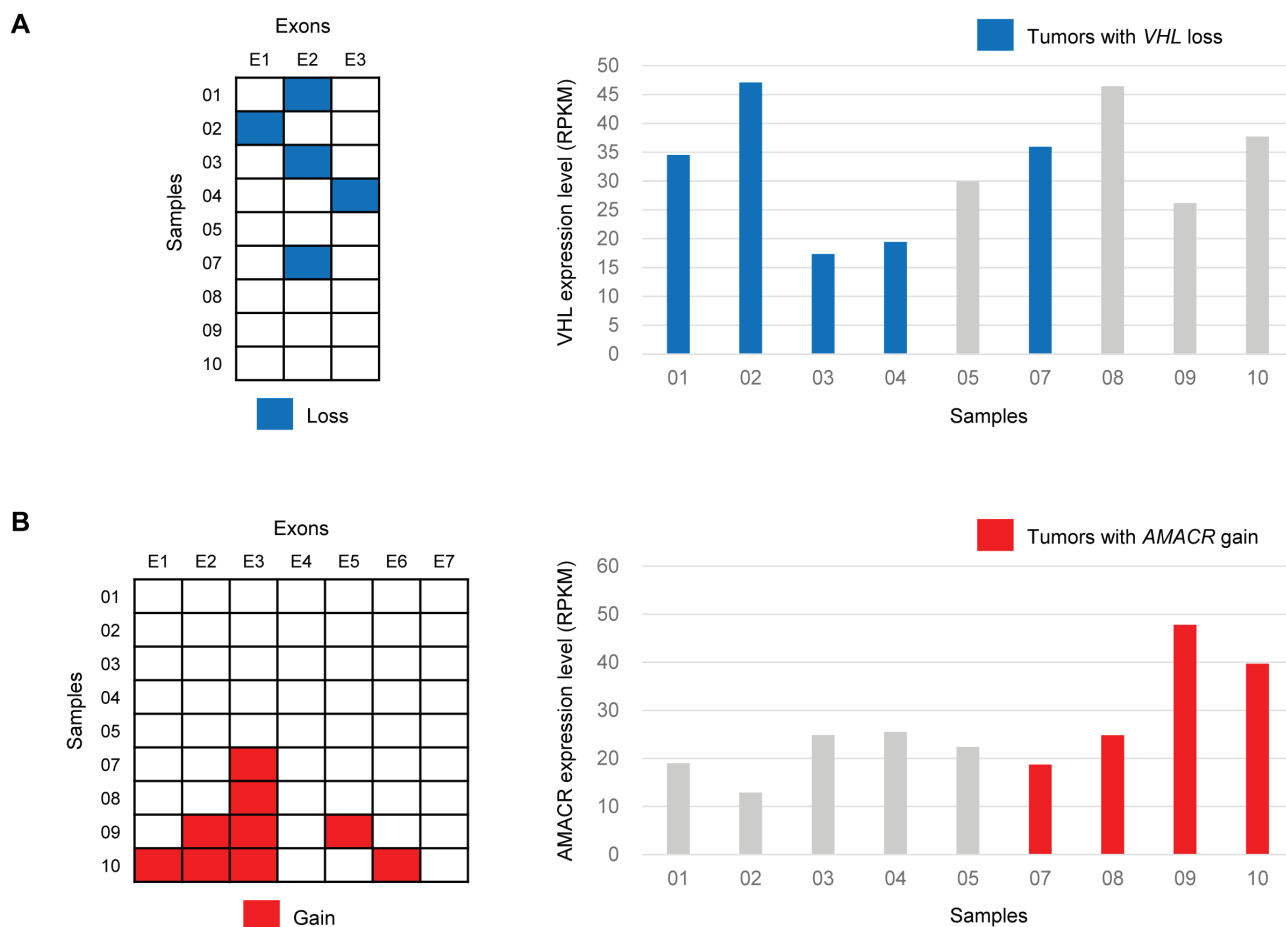 A
Exons
E1 E2 E3
Samples
01
02
03
04
05
07
08
09
10
Loss
Tumors with VHL loss
VHL expression level (RPKM)
50
45
40
35
30
25
20
15
10
5
0
01 02 03 04 05 07 08 09 10
Samples
B
Exons
E1 E2 E3 E4 E5 E6 E7
Samples
01
02
03
04
05
07
08
09
10
Gain
Tumors with AMACR gain
AMACR expression level (RPKM)
60
50
40
30
20
10
0
01 02 03 04 05 07 08 09 10
Samples